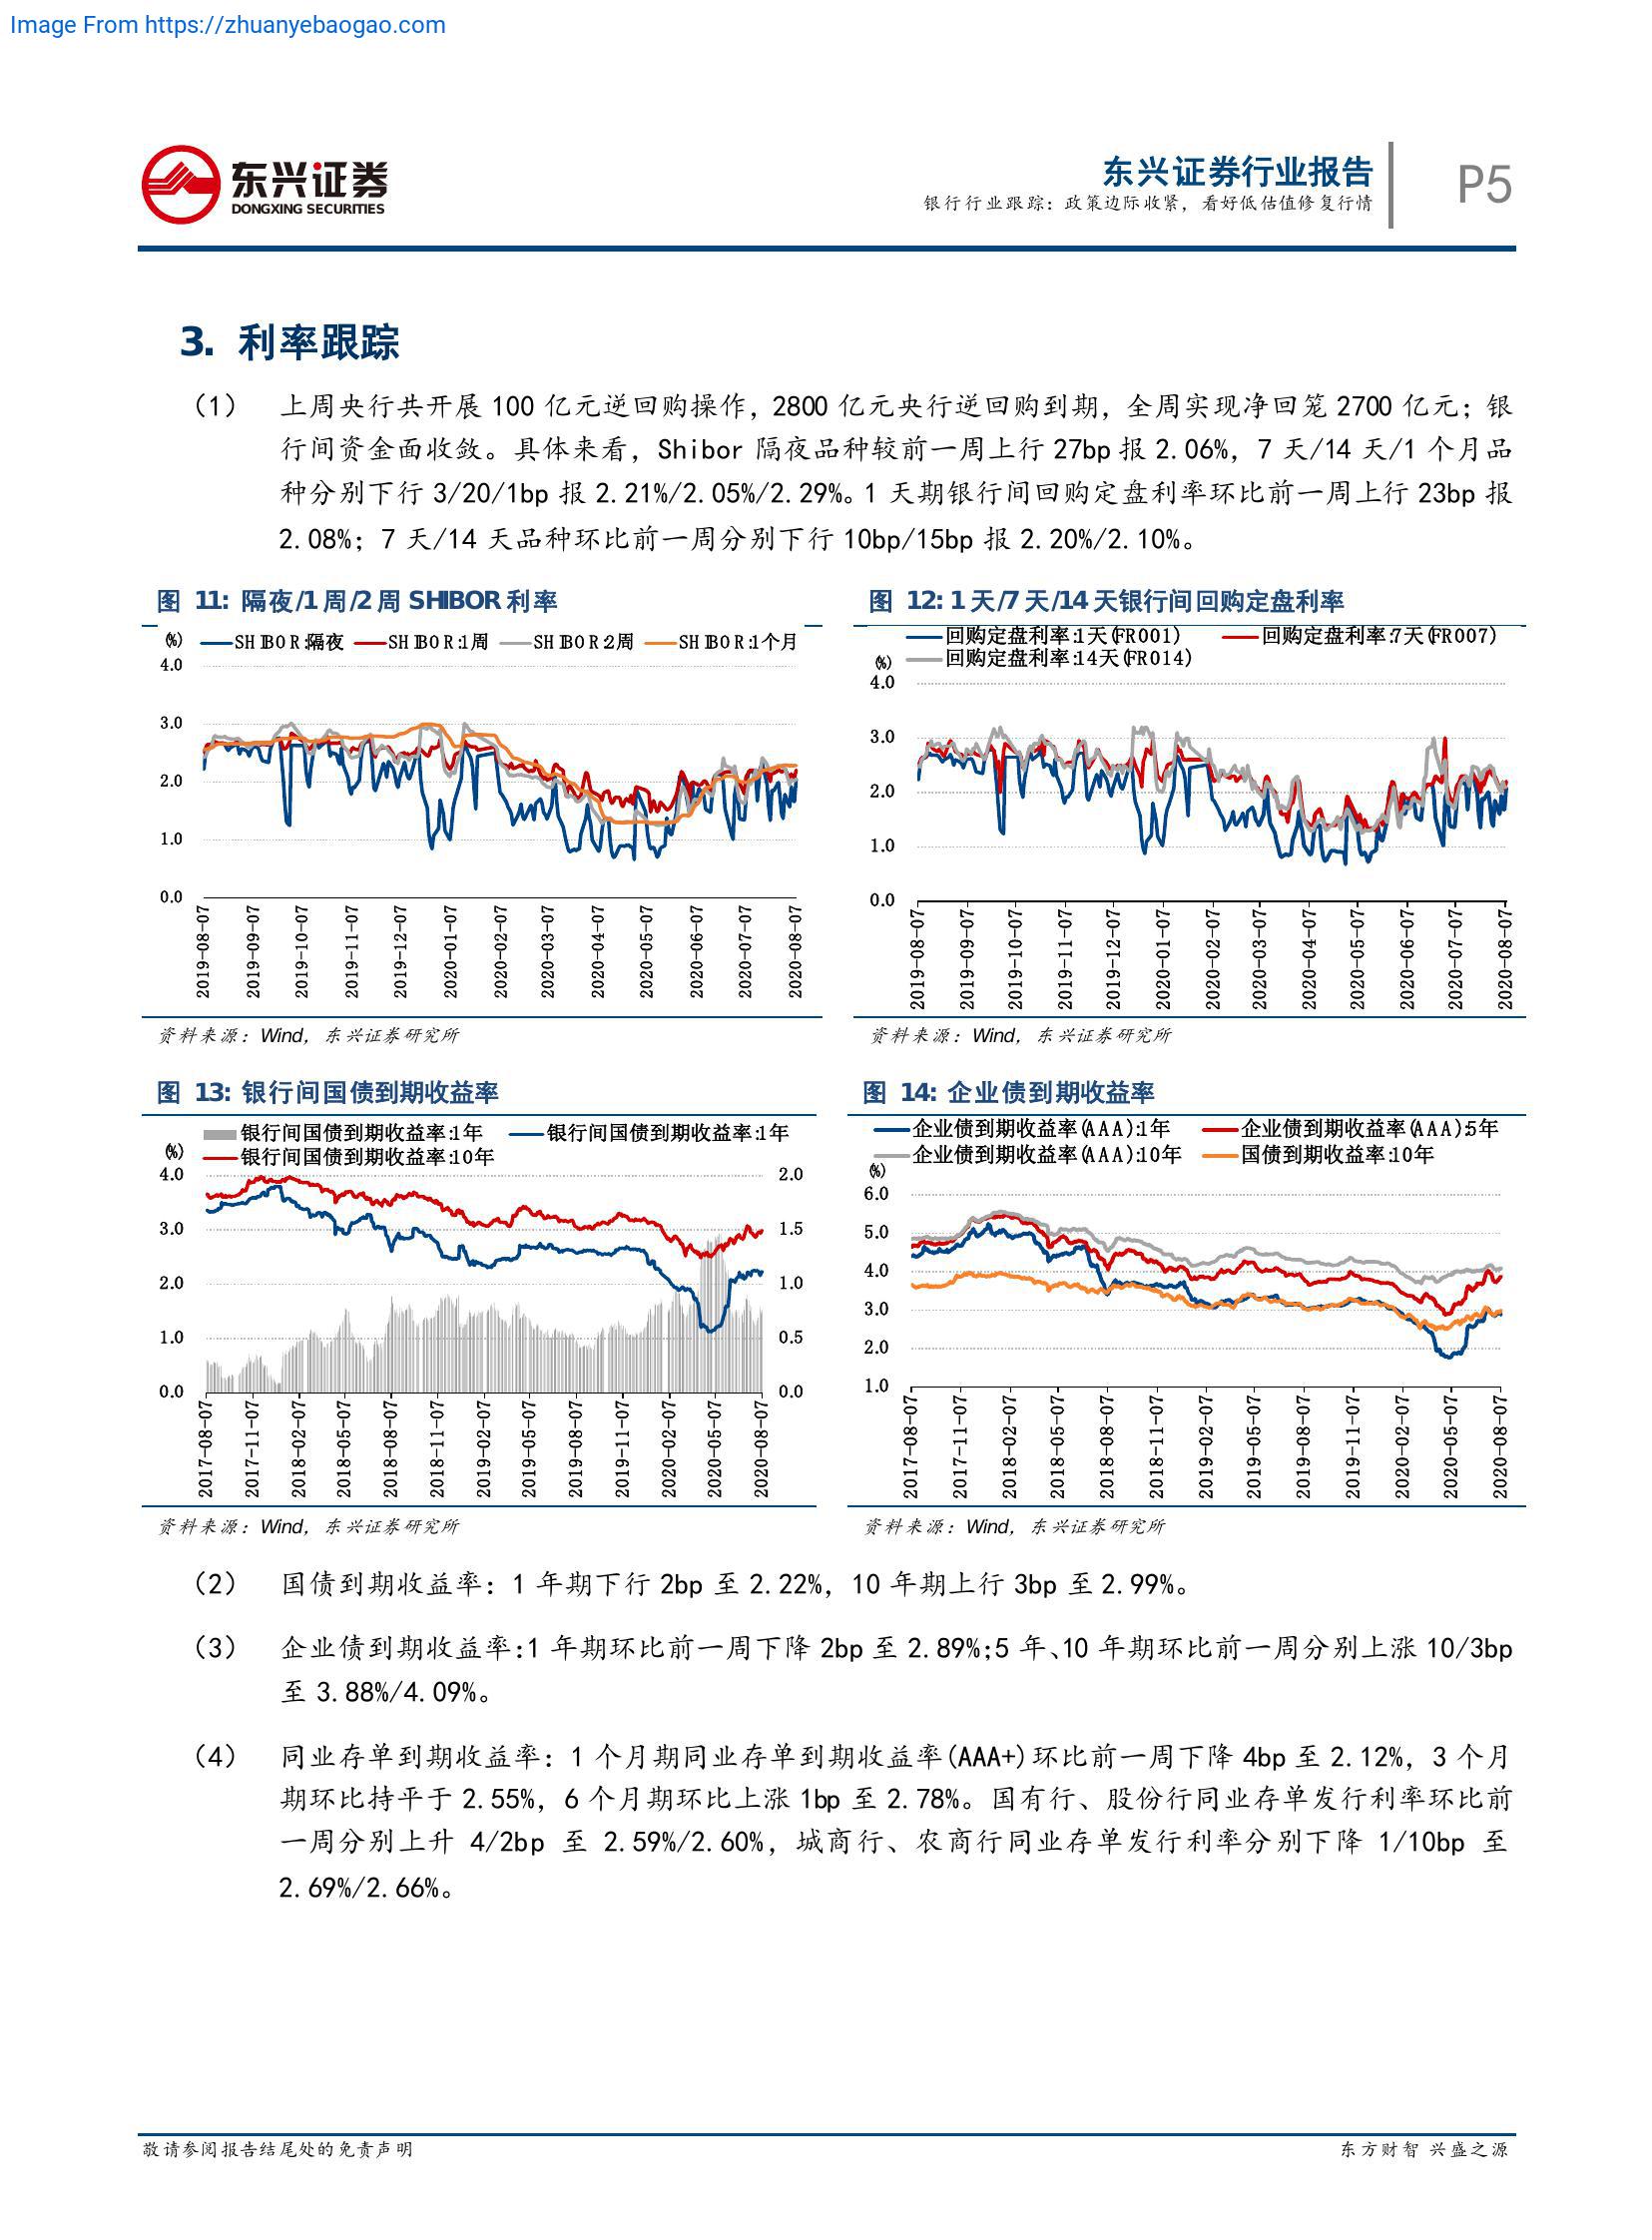 Image From https://zhuanyebaogao.com
东兴证券
DONGXING SECURITIES
东兴证券行业报告
银行行业跟踪：政策边际收紧，看好低估值修复行情
P5
3. 利率跟踪
（1） 上周央行共开展 100 亿元逆回购操作，2800 亿元央行逆回购到期，全周实现净回笼 2700 亿元；银
行间资金面收敛。具体来看，Shibor 隔夜品种较前一周上行 27bp 报 2.06%，7 天/14 天/1 个月品
种分别下行 3/20/1bp 报 2.21%/2.05%/2.29%。1 天期银行间回购定盘利率环比前一周上行 23bp 报
2.08%；7 天/14 天品种环比前一周分别下行 10bp/15bp 报 2.20%/2.10%。
图 11：隔夜/1 周/2 周 SHIBOR 利率
(%) SHIBOR:隔夜 SHIBOR:1周 SHIBOR:2周 SHIBOR:1个月
4.0
3.0
2.0
1.0
0.0
2019-08-07 2019-09-07 2019-10-07 2019-11-07 2019-12-07 2020-01-07 2020-02-07 2020-03-07 2020-04-07 2020-05-07 2020-06-07 2020-07-07 2020-08-07
资料来源：Wind，东兴证券研究所
图 12：1 天/7 天/14 天银行间回购定盘利率
回购定盘利率:1天(FR001) 回购定盘利率:7天(FR007)
回购定盘利率:14天(FR014)
(%)
4.0
3.0
2.0
1.0
0.0
2019-08-07 2019-09-07 2019-10-07 2019-11-07 2019-12-07 2020-01-07 2020-02-07 2020-03-07 2020-04-07 2020-05-07 2020-06-07 2020-07-07 2020-08-07
资料来源：Wind，东兴证券研究所
图 13：银行间国债到期收益率
银行间国债到期收益率:1年 银行间国债到期收益率:1年
(%) 银行间国债到期收益率:10年
4.0 2.0
3.0 1.5
2.0 1.0
1.0 0.5
0.0 0.0
2017-08-07 2017-11-07 2018-02-07 2018-05-07 2018-08-07 2018-11-07 2019-02-07 2019-05-07 2019-08-07 2019-11-07 2020-02-07 2020-05-07 2020-08-07
资料来源：Wind，东兴证券研究所
图 14：企业债到期收益率
企业债到期收益率(AAA):1年 企业债到期收益率(AAA):5年
企业债到期收益率(AAA):10年 国债到期收益率:10年
(%)
6.0
5.0
4.0
3.0
2.0
1.0
2017-08-07 2017-11-07 2018-02-07 2018-05-07 2018-08-07 2018-11-07 2019-02-07 2019-05-07 2019-08-07 2019-11-07 2020-02-07 2020-05-07 2020-08-07
资料来源：Wind，东兴证券研究所
（2） 国债到期收益率：1 年期下行 2bp 至 2.22%，10 年期上行 3bp 至 2.99%。
（3） 企业债到期收益率：1 年期环比前一周下降 2bp 至 2.89%；5 年、10 年期环比前一周分别上涨 10/3bp
至 3.88%/4.09%。
（4） 同业存单到期收益率：1 个月期同业存单到期收益率(AAA+)环比前一周下降 4bp 至 2.12%，3 个月
期环比持平于 2.55%，6 个月期环比上涨 1bp 至 2.78%。国有行、股份行同业存单发行利率环比前
一周分别上升 4/2bp 至 2.59%/2.60%，城商行、农商行同业存单发行利率分别下降 1/10bp 至
2.69%/2.66%。
敬请参阅报告结尾处的免责声明
东方财智 兴盛之源